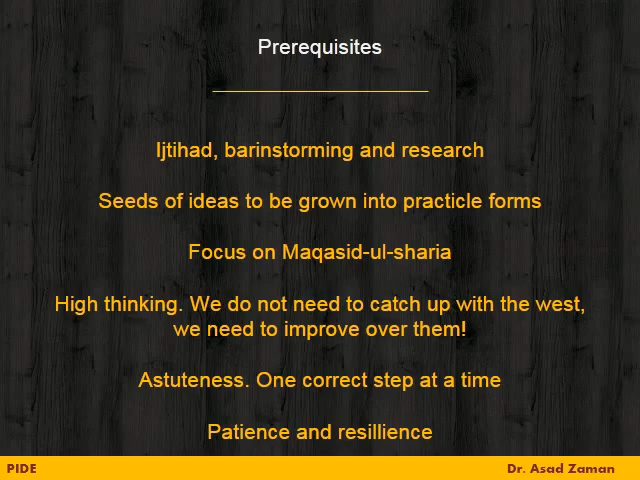 Prerequisites
Ijtihad, barinstorming and research
Seeds of ideas to be grown into practicle forms
Focus on Maqasid-ul-sharia
High thinking. We do not need to catch up with the west,
we need to improve over them!
Astuteness. One correct step at a time
Patience and resillience
PIDE
Dr. Asad Zaman